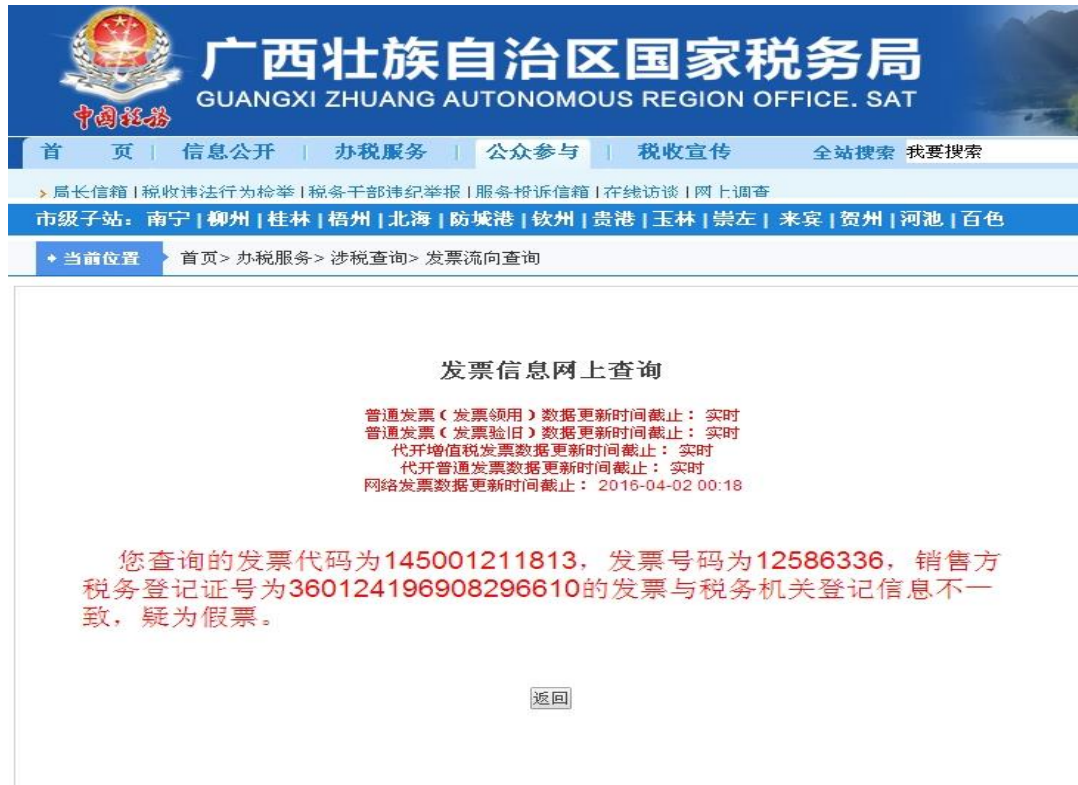 广西壮族自治区国家税务局
GUANGXI ZHUANG AUTONOMOUS REGION OFFICE. SAT
中国税务
首 页 | 信息公开 | 办税服务 | 公众参与 | 税收宣传 全站搜索 我要搜索
局长信箱 | 税收违法行为检举 | 税务干部违纪举报 | 服务投诉信箱 | 在线访谈 | 网上调查
市级子站: 南宁 | 柳州 | 桂林 | 梧州 | 北海 | 防城港 | 钦州 | 贵港 | 玉林 | 崇左 | 来宾 | 贺州 | 河池 | 百色
当前位置 首页> 办税服务> 涉税查询> 发票流向查询
发票信息网上查询
普通发票(发票领用)数据更新时间截止: 实时
普通发票(发票验旧)数据更新时间截止: 实时
代开增值税发票数据更新时间截止: 实时
代开普通发票数据更新时间截止: 实时
网络发票数据更新时间截止: 2016-04-02 00:18
您查询的发票代码为145001211813,发票号码为12586336,销售方
税务登记证号为360124196908296610的发票与税务机关登记信息不一
致,疑为假票。
返回